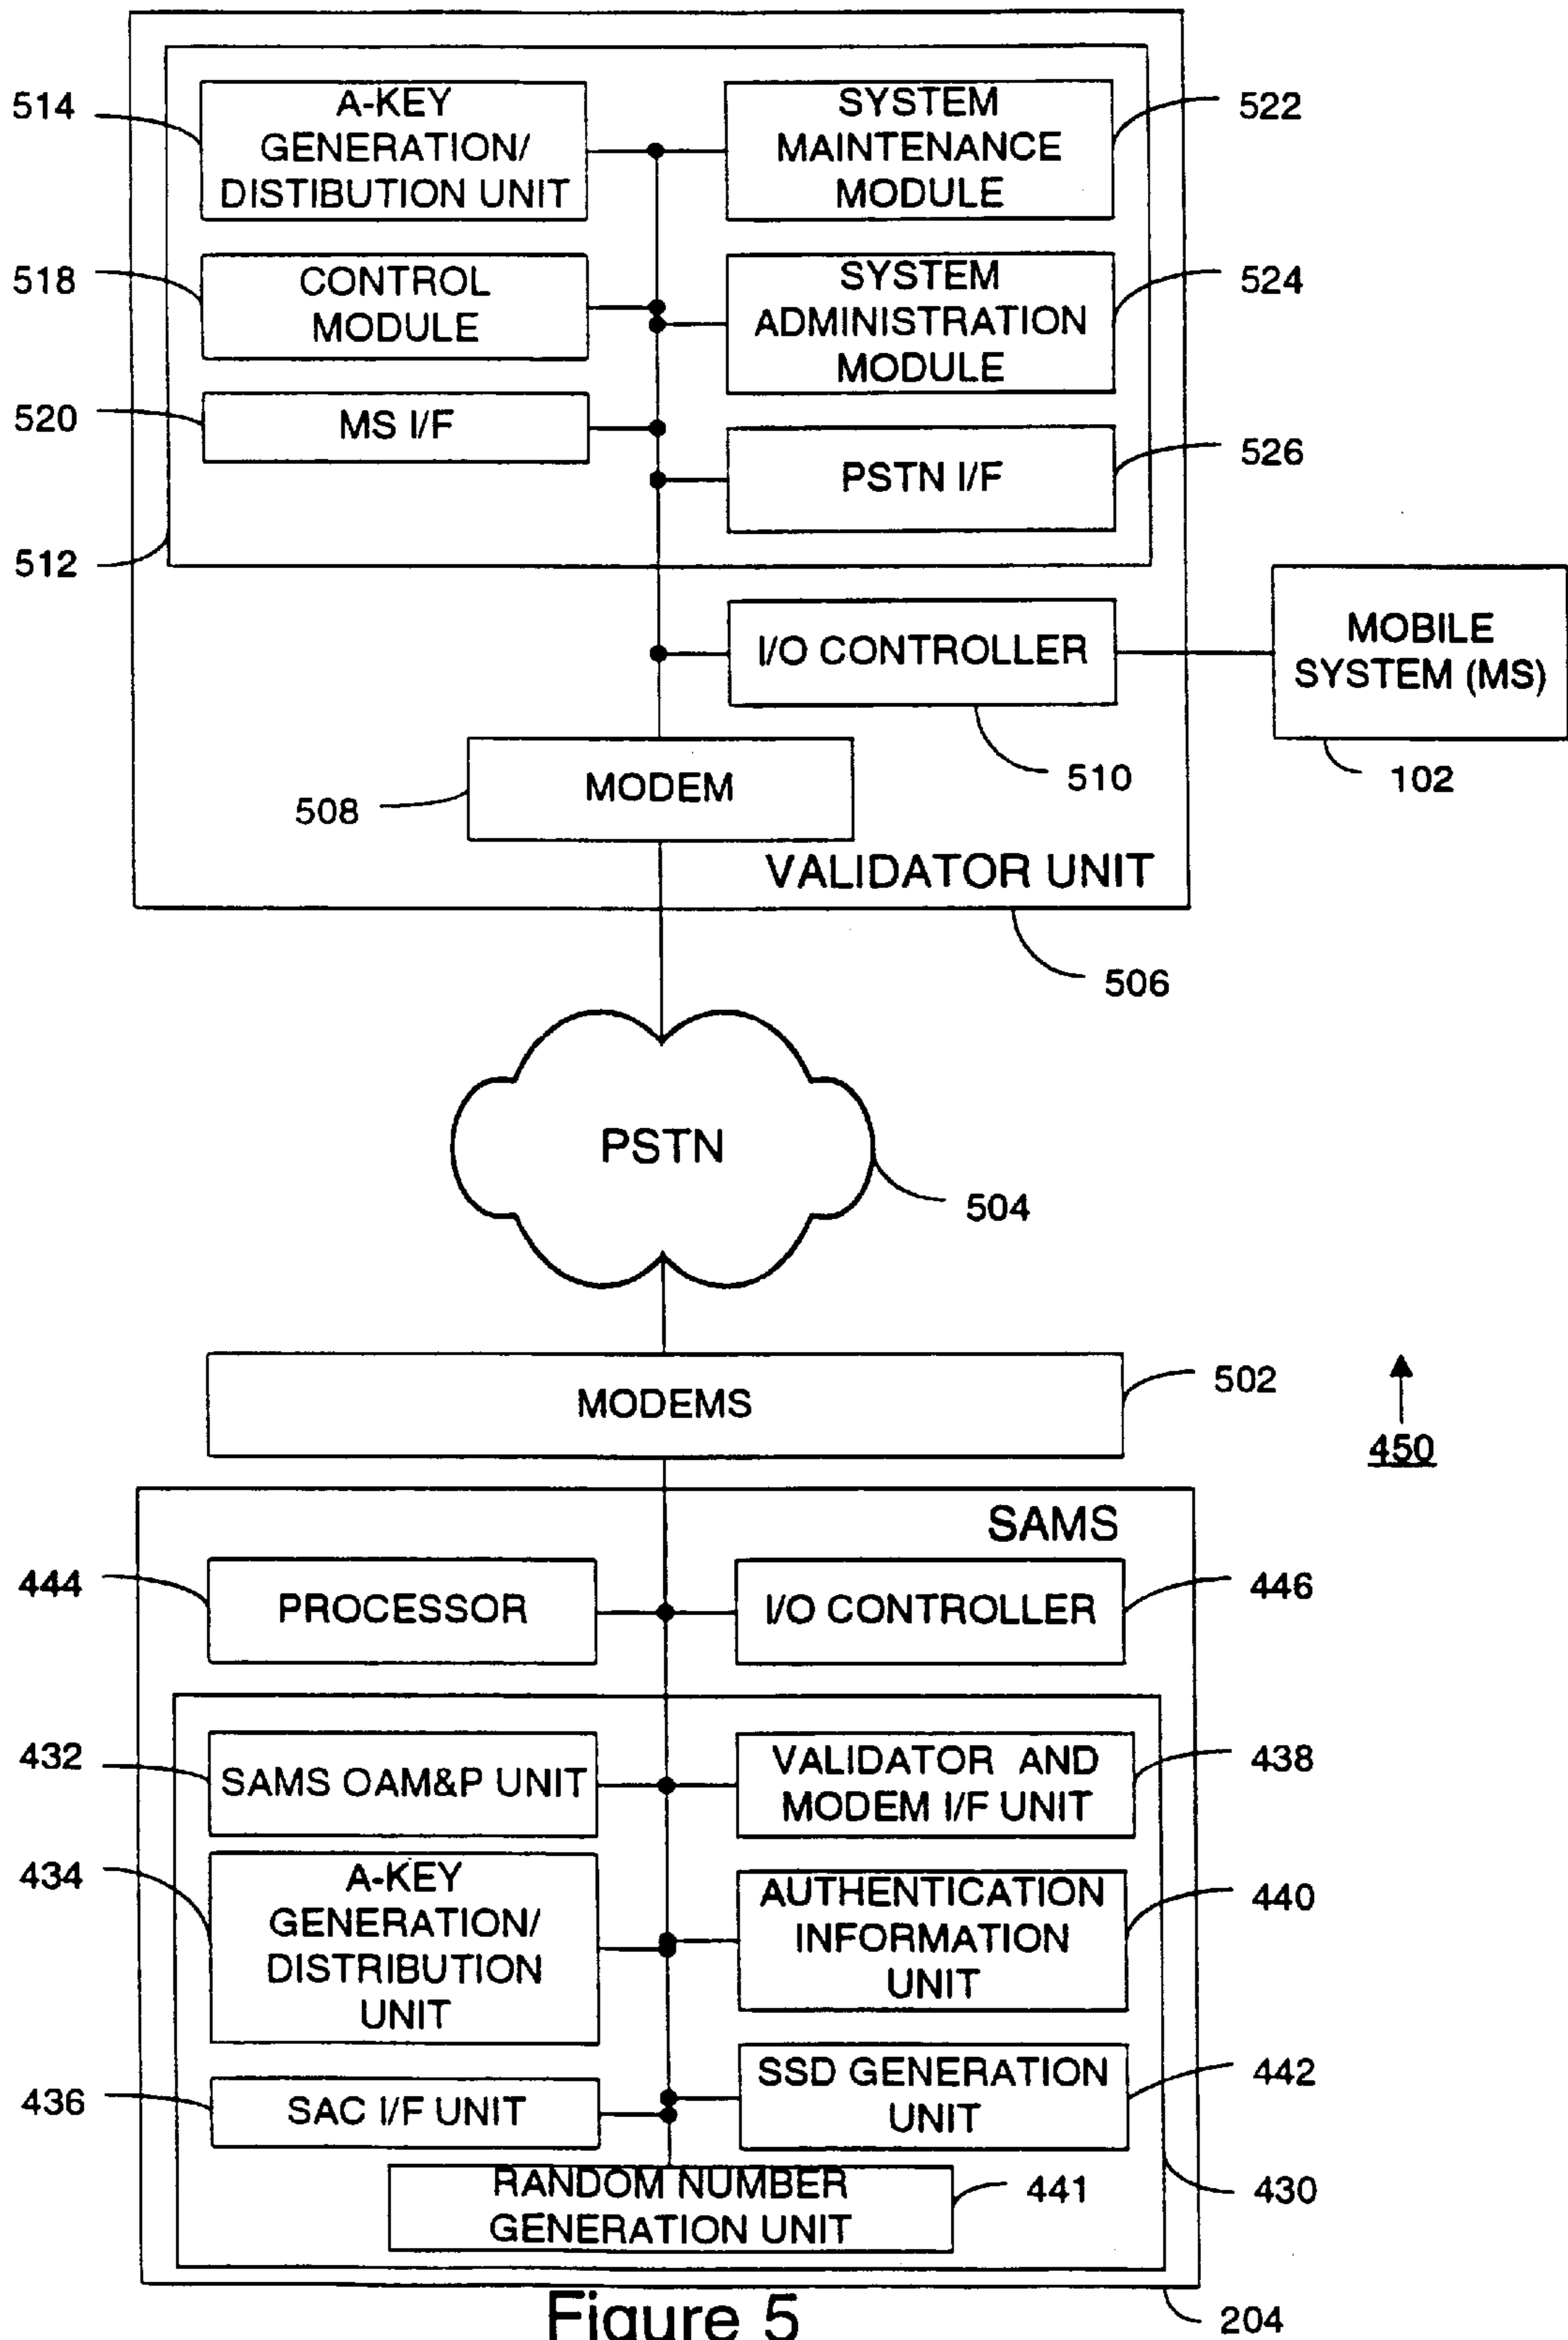 514
A-KEY
GENERATION/
DISTIBUTION UNIT
SYSTEM
MAINTENANCE
MODULE
522
518
CONTROL
MODULE
SYSTEM
ADMINISTRATION
MODULE
524
520
MS I/F
PSTN I/F
526
512
I/O CONTROLLER
MOBILE
SYSTEM (MS)
510
102
508
MODEM
VALIDATOR UNIT
506
PSTN
504
MODEMS
502
450
SAMS
444
PROCESSOR
I/O CONTROLLER
446
432
SAMS OAM&P UNIT
VALIDATOR AND
MODEM I/F UNIT
438
434
A-KEY
GENERATION/
DISTRIBUTION
UNIT
AUTHENTICATION
INFORMATION
UNIT
440
436
SAC I/F UNIT
SSD GENERATION
UNIT
442
RANDOM NUMBER
GENERATION UNIT
441
430
204
Figure 5